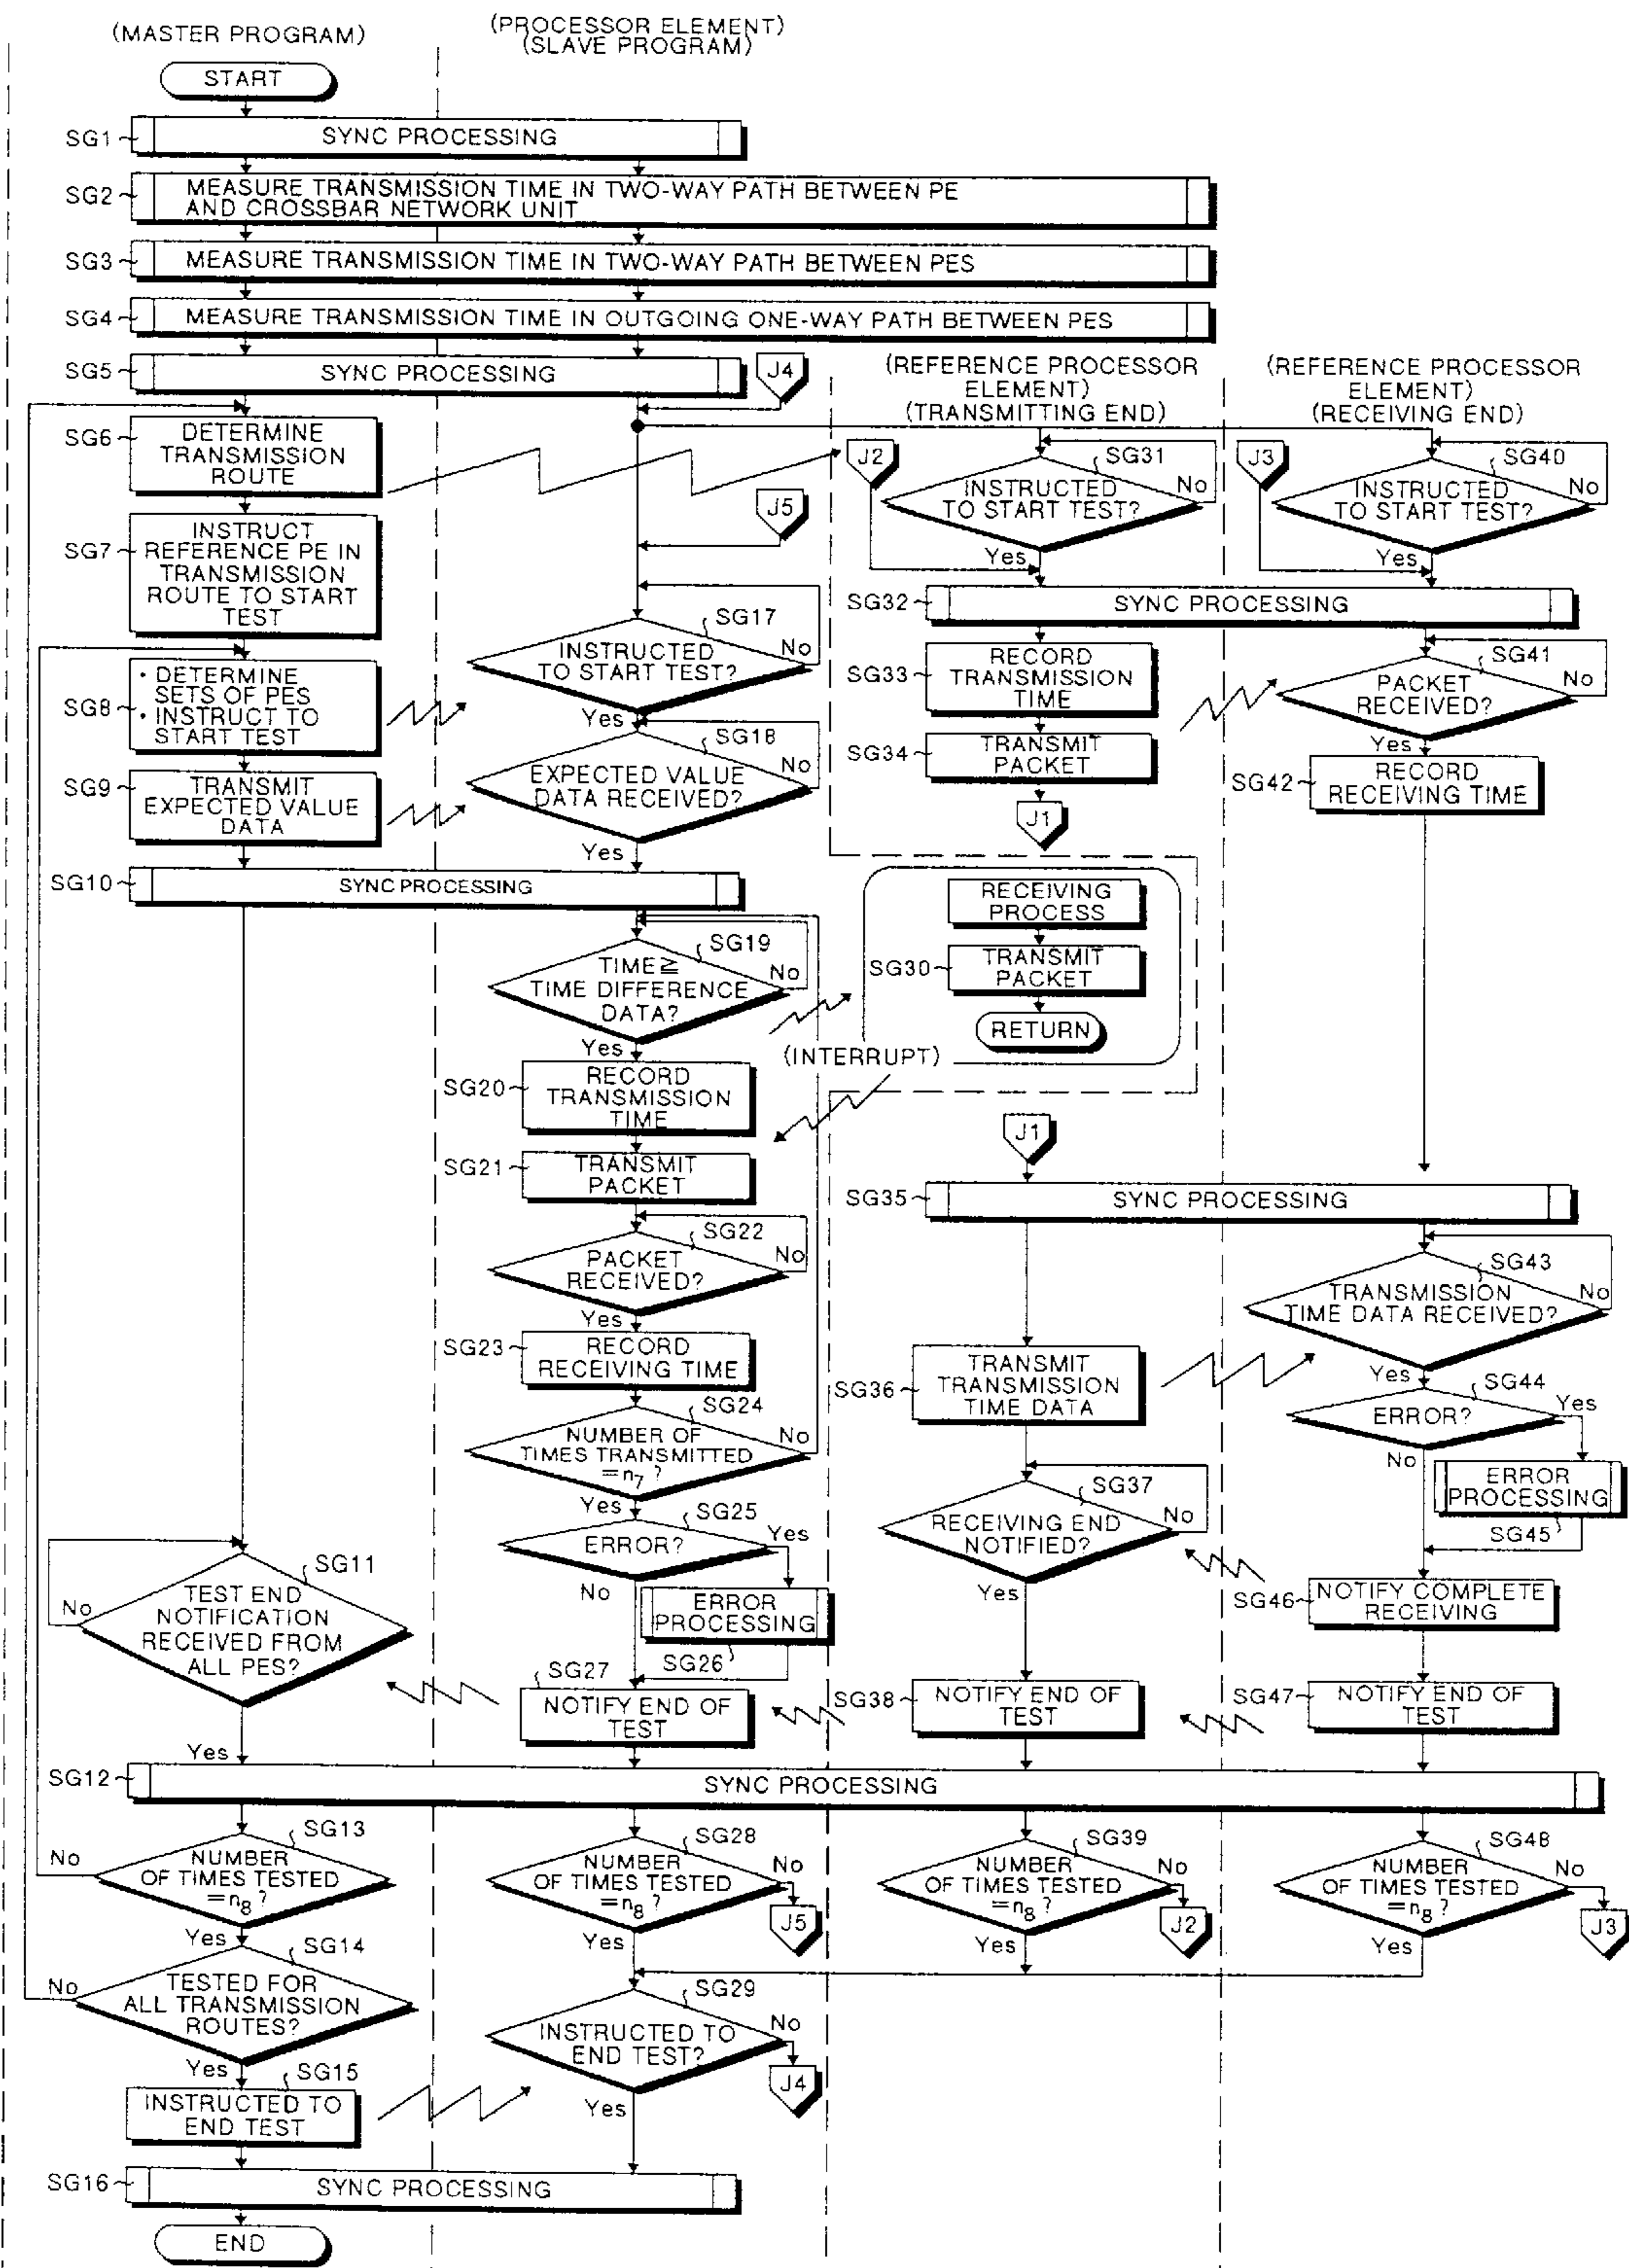 (MASTER PROGRAM)
(PROCESSOR ELEMENT)
(SLAVE PROGRAM)
START
SG1
SYNC PROCESSING
SG2
MEASURE TRANSMISSION TIME IN TWO-WAY PATH BETWEEN PE
AND CROSSBAR NETWORK UNIT
SG3
MEASURE TRANSMISSION TIME IN TWO-WAY PATH BETWEEN PES
SG4
MEASURE TRANSMISSION TIME IN OUTGOING ONE-WAY PATH BETWEEN PES
SG5
SYNC PROCESSING
J4
(REFERENCE PROCESSOR
ELEMENT)
(TRANSMITTING END)
(REFERENCE PROCESSOR
ELEMENT)
(RECEIVING END)
SG6
DETERMINE
TRANSMISSION
ROUTE
SG7
INSTRUCT
REFERENCE PE IN
TRANSMISSION
ROUTE TO START
TEST
SG8
· DETERMINE
SETS OF PES
· INSTRUCT TO
START TEST
SG9
TRANSMIT
EXPECTED VALUE
DATA
SG10
SYNC PROCESSING
SG11
TEST END
NOTIFICATION
RECEIVED FROM
ALL PES?
No
Yes
SG12
SYNC PROCESSING
SG13
NUMBER
OF TIMES TESTED
=n8?
No
Yes
SG14
TESTED FOR
ALL TRANSMISSION
ROUTES?
No
Yes
SG15
INSTRUCTED TO
END TEST
SG16
SYNC PROCESSING
END
J5
SG17
INSTRUCTED
TO START TEST?
No
Yes
SG18
EXPECTED VALUE
DATA RECEIVED?
No
Yes
SG19
TIME≧
TIME DIFFERENCE
DATA?
No
Yes
SG20
RECORD
TRANSMISSION
TIME
SG21
TRANSMIT
PACKET
SG22
PACKET
RECEIVED?
No
Yes
SG23
RECORD
RECEIVING TIME
SG24
NUMBER OF
TIMES TRANSMITTED
=n7?
No
Yes
SG25
ERROR?
Yes
No
ERROR
PROCESSING
SG26
SG27
NOTIFY END OF
TEST
SG28
NUMBER
OF TIMES TESTED
=n8?
No
J5
Yes
SG29
INSTRUCTED TO
END TEST?
No
J4
Yes
J2
SG31
INSTRUCTED
TO START TEST?
No
Yes
SG32
SYNC PROCESSING
SG33
RECORD
TRANSMISSION
TIME
SG34
TRANSMIT
PACKET
J1
RECEIVING
PROCESS
SG30
TRANSMIT
PACKET
RETURN
(INTERRUPT)
J1
SG35
SYNC PROCESSING
SG36
TRANSMIT
TRANSMISSION
TIME DATA
SG37
RECEIVING END
NOTIFIED?
No
Yes
SG38
NOTIFY END OF
TEST
SG39
NUMBER
OF TIMES TESTED
=n8?
No
J2
Yes
J3
SG40
INSTRUCTED
TO START TEST?
No
Yes
SG41
PACKET
RECEIVED?
No
Yes
SG42
RECORD
RECEIVING TIME
SG43
TRANSMISSION
TIME DATA RECEIVED?
No
Yes
SG44
ERROR?
Yes
No
ERROR
PROCESSING
SG45
SG46
NOTIFY COMPLETE
RECEIVING
SG47
NOTIFY END OF
TEST
SG48
NUMBER
OF TIMES TESTED
=n8?
No
J3
Yes